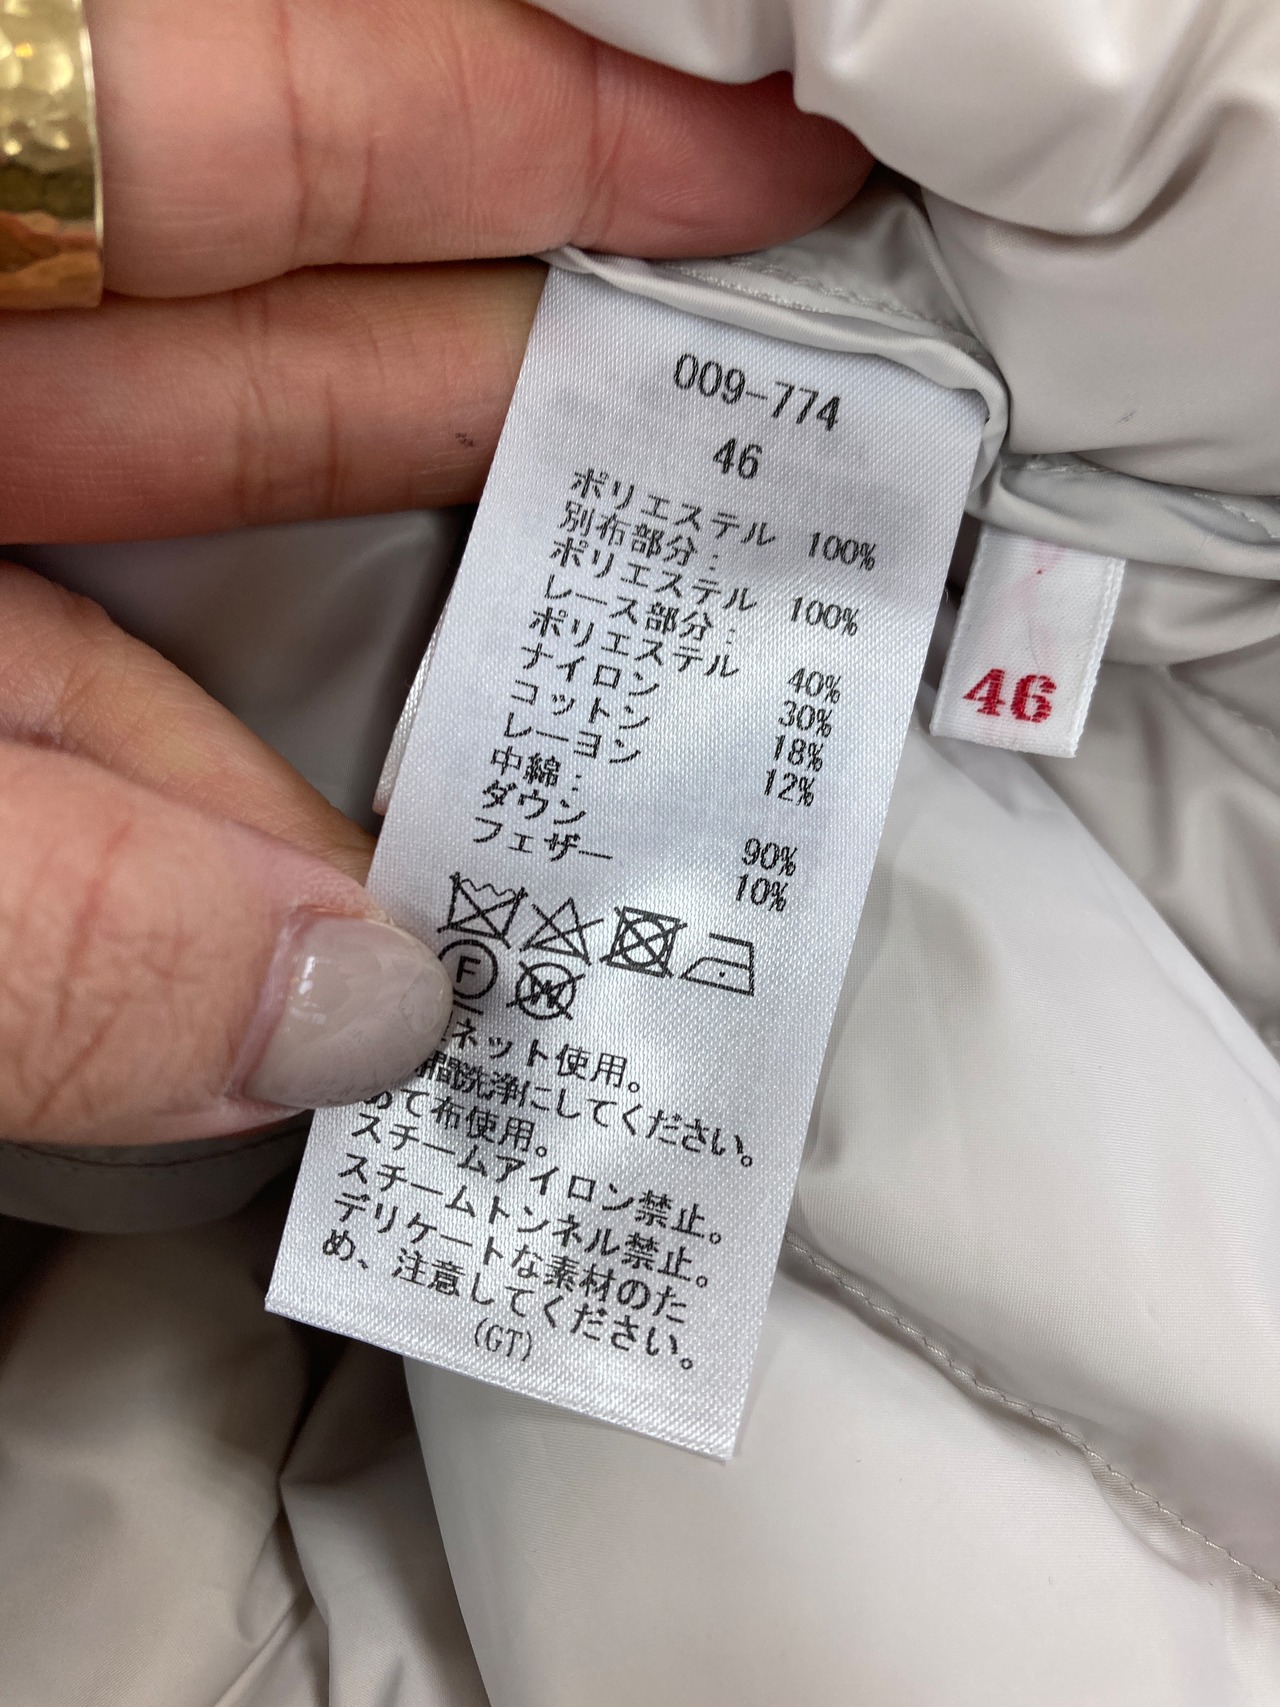 009-774
46
ポリエステル 100%
別布部分:
ポリエステル 100%
レース部分:
ポリエステル 40%
ナイロン 30%
コットン 18%
レーヨン 12%
中綿:
ダウン 90%
フェザー 10%
F
W
ネット使用。
時間洗浄にしてください。
あて布使用。
スチームアイロン禁止。
スチームトンネル禁止。
デリケートな素材のた
め、注意してください。
(GT)
46